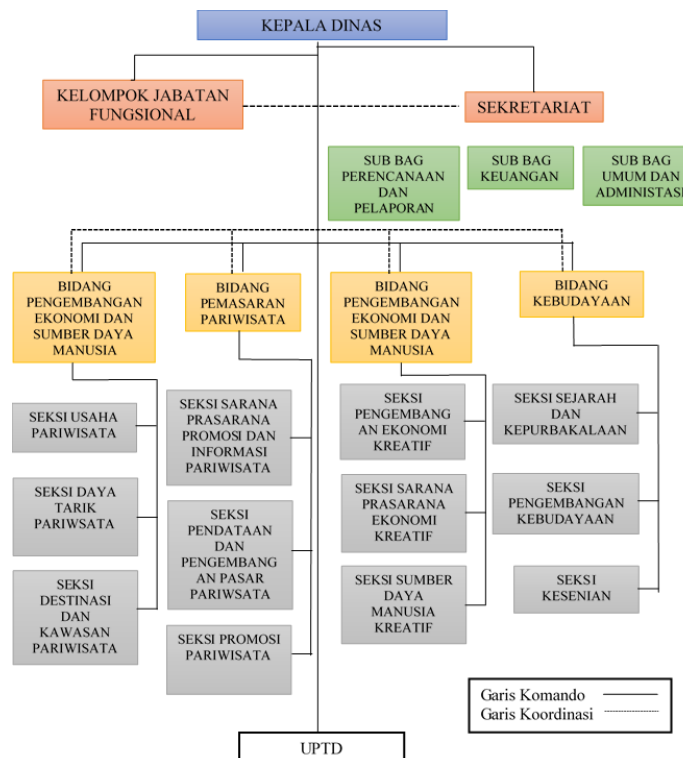 KEPALA DINAS
KELOMPOK JABATAN
FUNGSIONAL
SEKRETARIAT
SUB BAG
PERENCANAA
DAN
PELAPORAN
SUB BAG
KEUANGAN
SUB BAG
UMUM DAN
ADMINISTASI
BIDANG
PENGEMBANGAN
EKONOMI DAN
SUMBER DAYA
MANUSIA
BIDANG
PEMASARAN
PARIWISATA
BIDANG
PENGEMBANGAN
EKONOMI DAN
SUMBER DAYA
MANUSIA
BIDANG
KEBUDAYAAN
SEKSI USAHA
PARIWISATA
SEKSI DAYA
TARIK
PARIWSATA
SEKSI
DESTINASI
DAN
KAWASAN
PARIWISATA
SEKSI SARANA
PRASARANA
PROMOSI DAN
INFORMASI
PARIWISATA
SEKSI
PENDATAAN
DAN
PENGEMBANG
AN PASAR
PARIWSATA
SEKSI PROMOSI
PARIWISATA
SEKSI
PENGEMBANG
AN EKONOMI
KREATIF
SEKSI SARANA
PRASARANA
EKONOMI
KREATIF
SEKSI SUMBER
DAYA
MANUSIA
KREATIF
SEKSI SEJARAH
DAN
KEPURBAKALAAN
SEKSI
PENGEMBANGAN
KEBUDAYAAN
SEKSI
KESENIAN
Garis Komando
Garis Koordinasi
UPTD